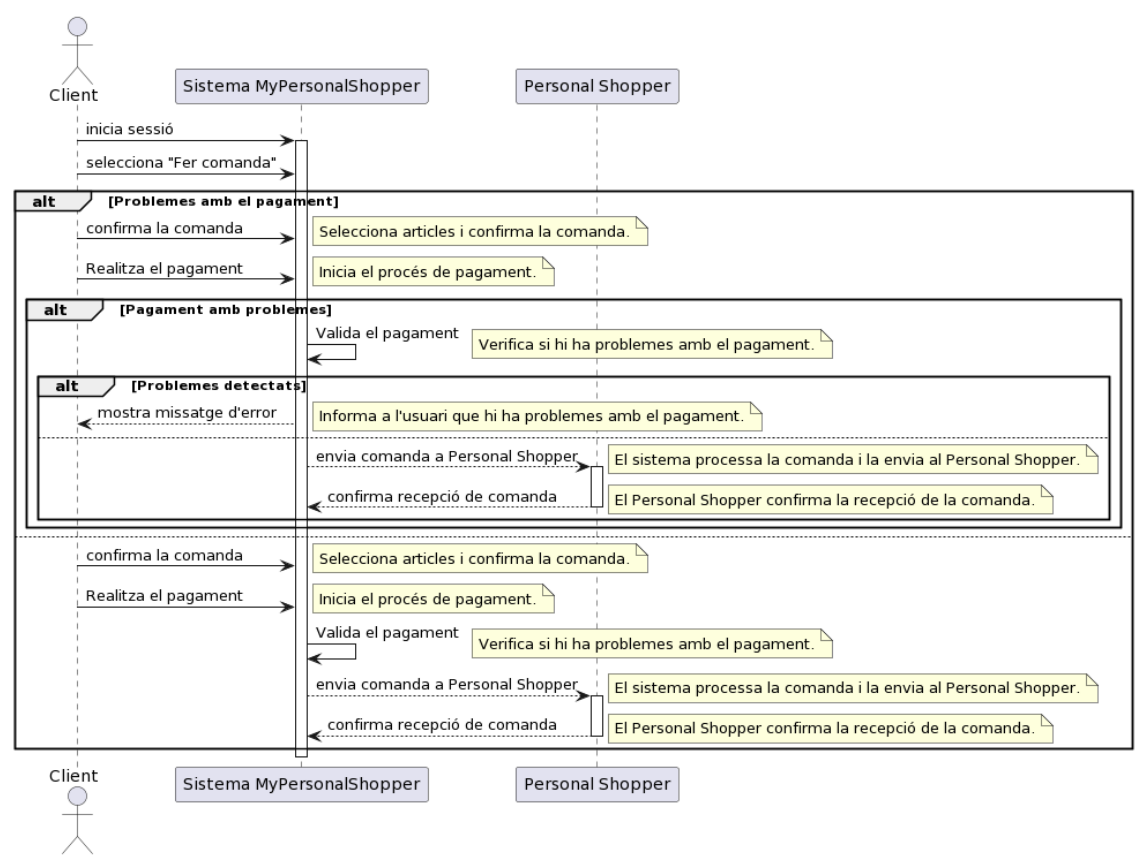 Client
Sistema MyPersonalShopper
Personal Shopper
inicia sessió
selecciona "Fer comanda"
alt [Problemes amb el pagament]
confirma la comanda
Selecciona articles i confirma la comanda.
Realitza el pagament
Inicia el procés de pagament.
alt [Pagament amb problemes]
Valida el pagament
Verifica si hi ha problemes amb el pagament.
alt [Problemes detectats]
mostra missatge d'error
Informa a l'usuari que hi ha problemes amb el pagament.
envia comanda a Personal Shopper
El sistema processa la comanda i la envia al Personal Shopper.
confirma recepció de comanda
El Personal Shopper confirma la recepció de la comanda.
confirma la comanda
Selecciona articles i confirma la comanda.
Realitza el pagament
Inicia el procés de pagament.
Valida el pagament
Verifica si hi ha problemes amb el pagament.
envia comanda a Personal Shopper
El sistema processa la comanda i la envia al Personal Shopper.
confirma recepció de comanda
El Personal Shopper confirma la recepció de la comanda.
Client
Sistema MyPersonalShopper
Personal Shopper